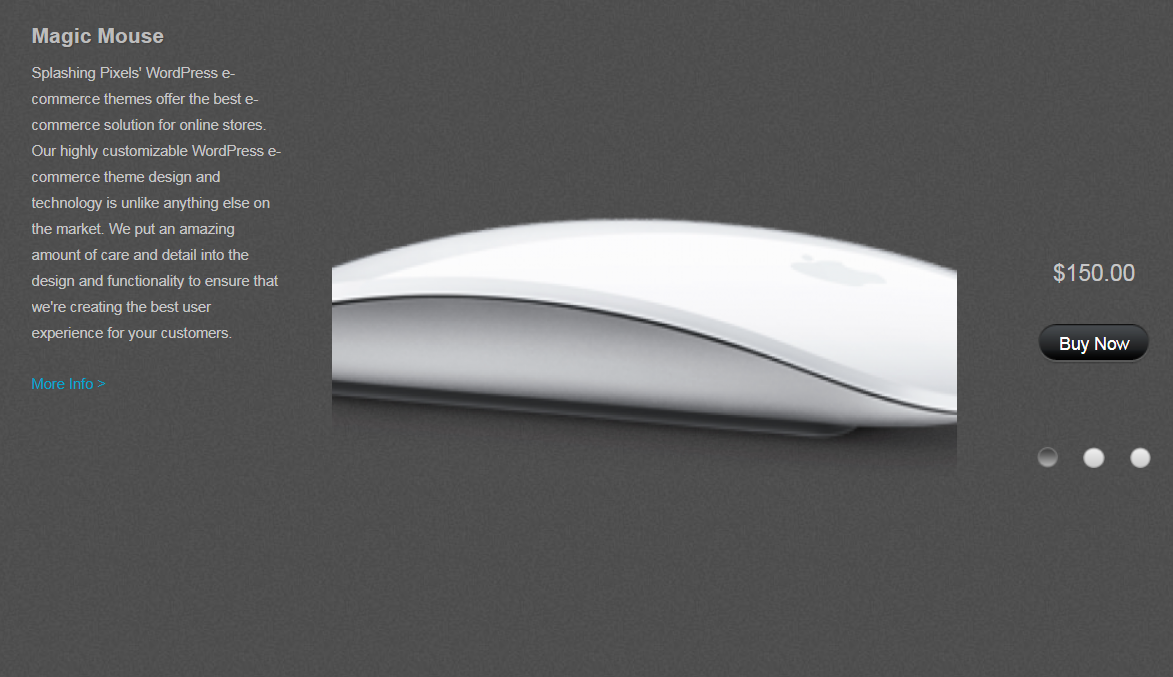 Magic Mouse
Splashing Pixels' WordPress e-
commerce themes offer the best e-
commerce solution for online stores.
Our highly customizable WordPress e-
commerce theme design and
technology is unlike anything else on
the market. We put an amazing
amount of care and detail into the
design and functionality to ensure that
we're creating the best user
experience for your customers.
More Info >
$150.00
Buy Now